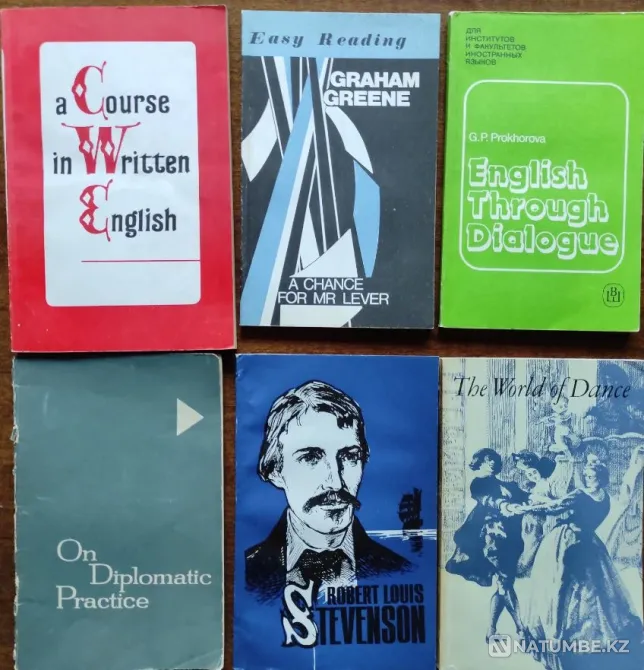 a Course
in Written
English
Easy Reading
GRAHAM
GREENE
A CHANCE
FOR MR LEVER
ДЛЯ
ИНСТИТУТОВ
И ФАКУЛЬТЕТОВ
ИНОСТРАННЫХ
ЯЗЫКОВ
G.P. Prokhorova
English
Through
Dialogue
On
Diplomatic
Practice
ROBERT LOUIS
STEVENSON
The World of Dance
NATUMBE.KZ